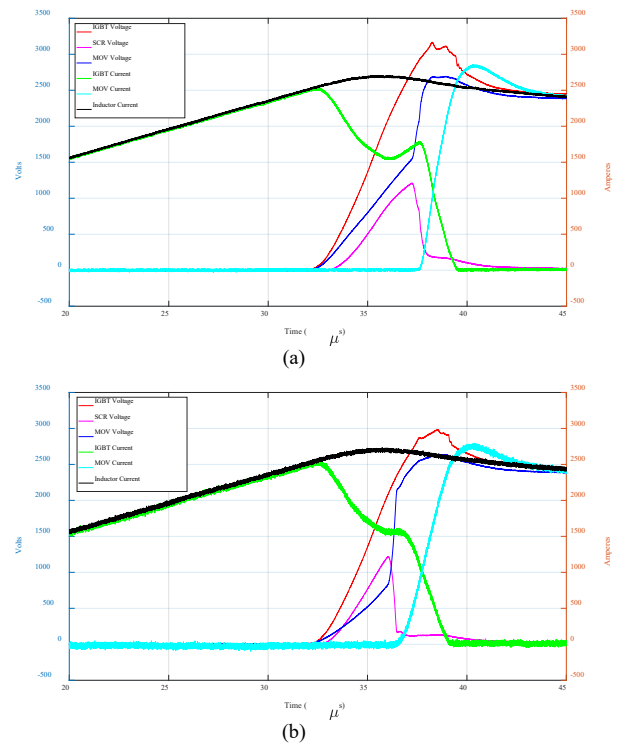 3500
3000
2500
2000
1500
1000
500
0
-500
Volts
IGBT Voltage
SCR Voltage
MOV Voltage
IGBT Current
MOV Current
Inductor Current
3500
3000
2500
2000
1500
1000
500
0
-500
Amperes
20 25 30 35 40 45
Time ( μ s)
(a)
3500
3000
2500
2000
1500
1000
500
0
-500
Volts
IGBT Voltage
SCR Voltage
MOV Voltage
IGBT Current
MOV Current
Inductor Current
3500
3000
2500
2000
1500
1000
500
0
-500
Amperes
20 25 30 35 40 45
Time ( μ s)
(b)